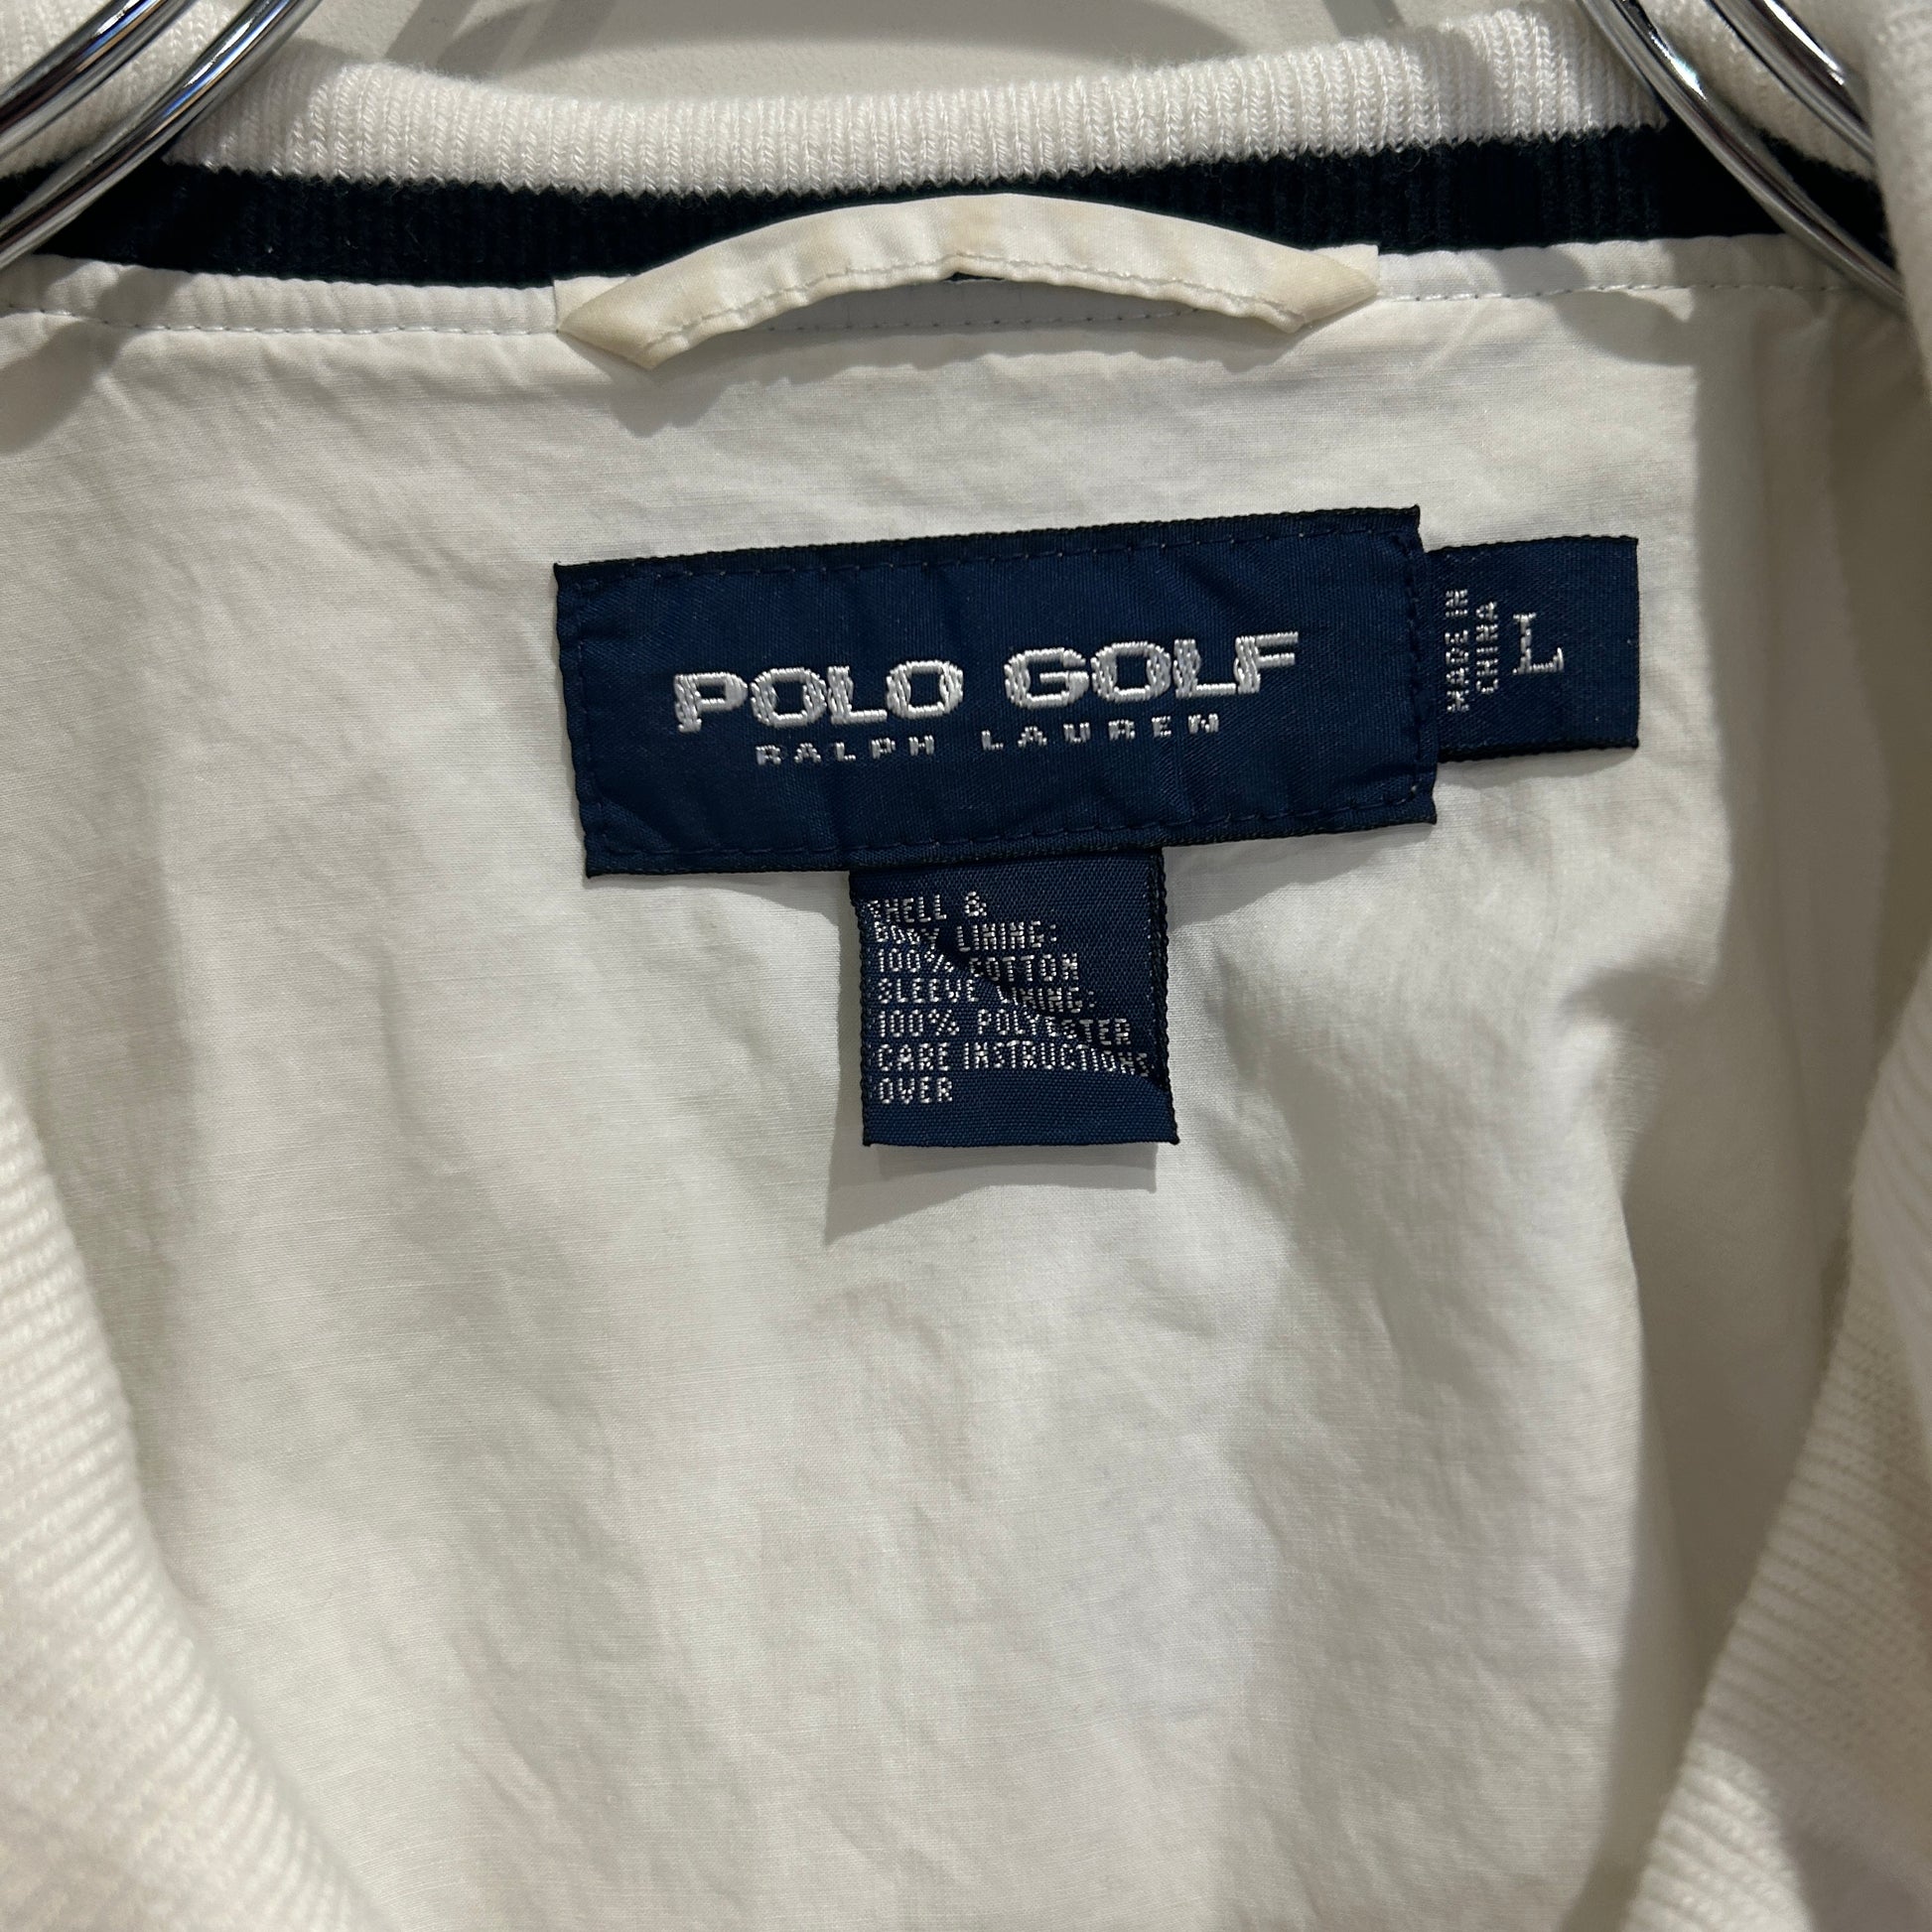 POLO GOLF
RALPH LAUREN
MADE IN
CHINA
L
SHELL &
BODY LINING:
100% COTTON
SLEEVE LINING:
100% POLYESTER
CARE INSTRUCTIONS
OVER